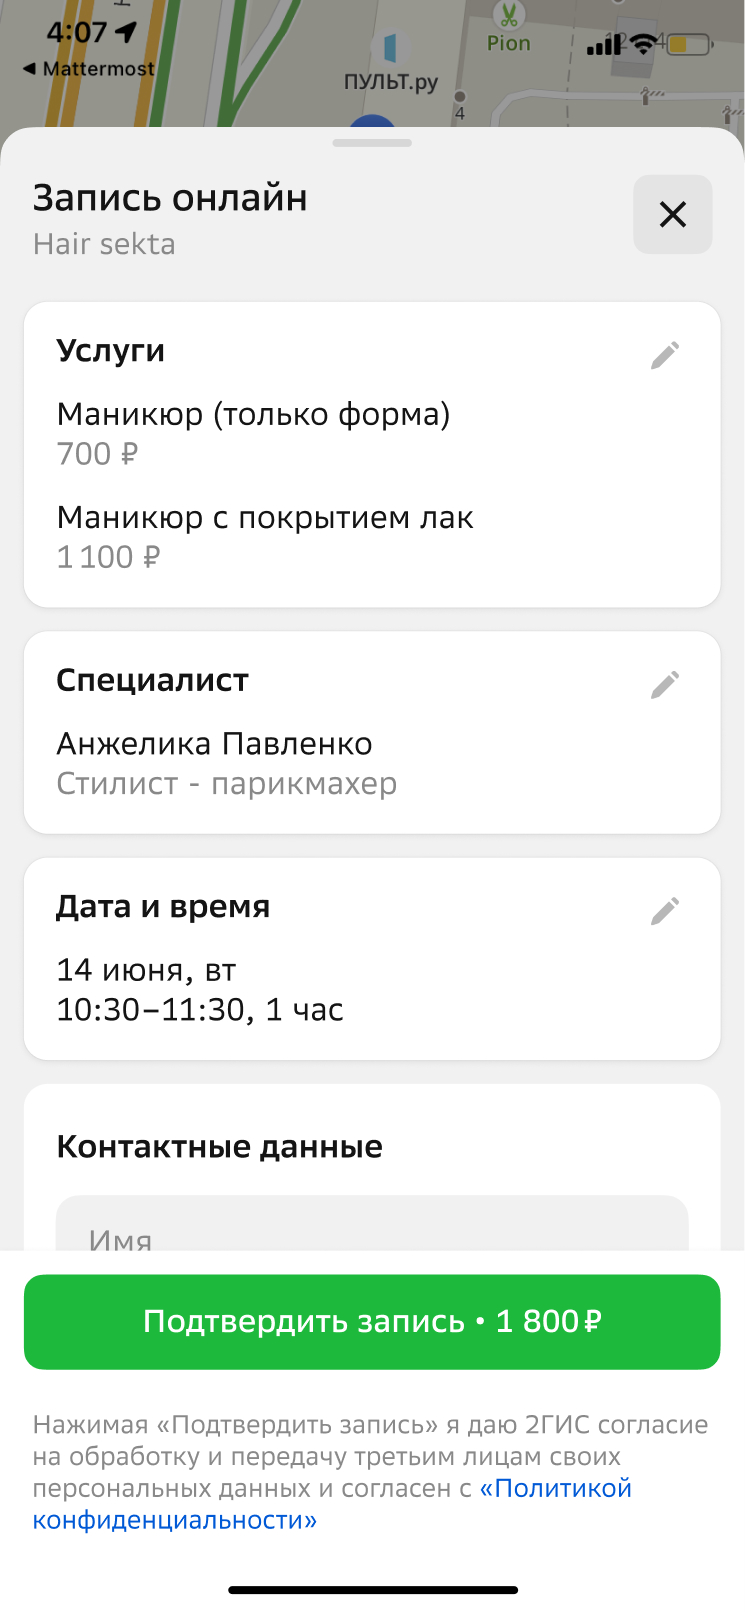 4:07
Mattermost
Pion
ПУЛЬТ.ру
4
Запись онлайн
Hair sekta
Услуги
Маникюр (только форма)
700 ₽
Маникюр с покрытием лак
1 100 ₽
Специалист
Анжелика Павленко
Стилист - парикмахер
Дата и время
14 июня, вт
10:30–11:30, 1 час
Контактные данные
Имя
Подтвердить запись • 1 800 ₽
Нажимая «Подтвердить запись» я даю 2ГИС согласие
на обработку и передачу третьим лицам своих
персональных данных и согласен с «Политикой
конфиденциальности»